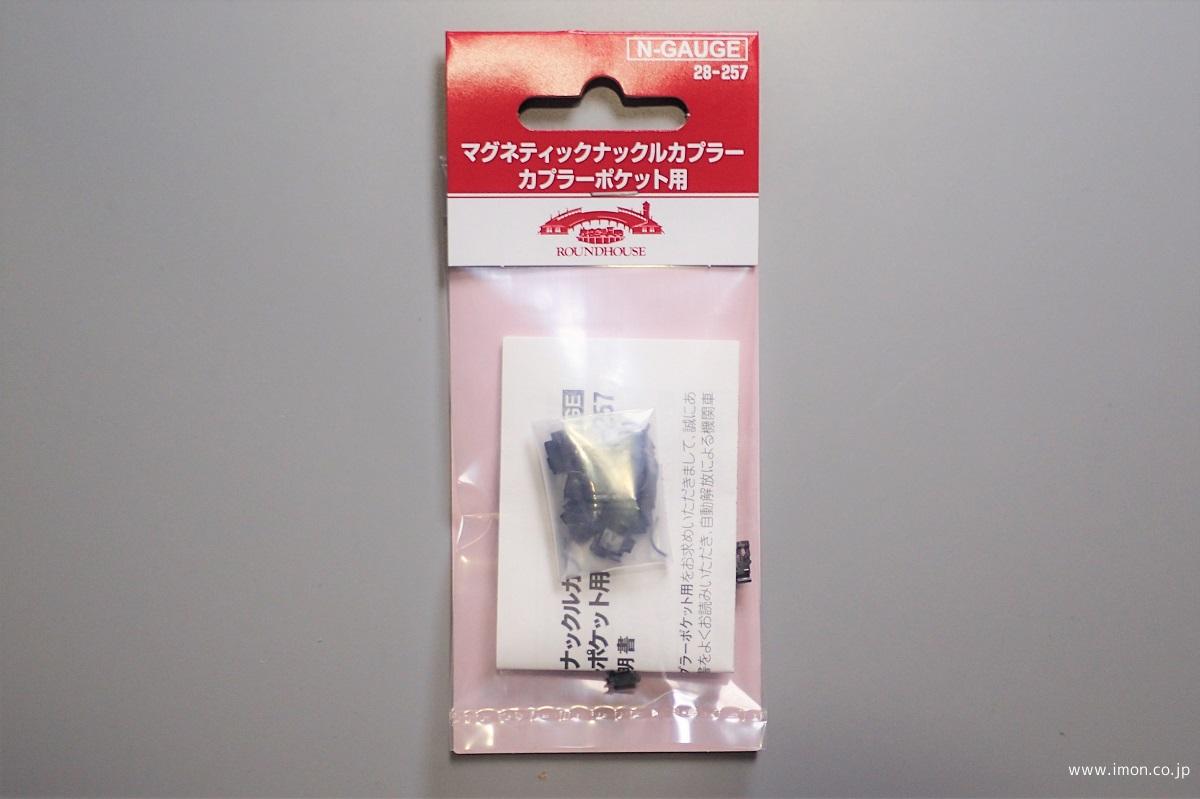 N-GAUGE
28-257
マグネティックナックルカプラー
カプラーポケット用
ROUNDHOUSE
GE
57
ナックルカ
ポケット用
明書
プラーポケット用をお求めいただきまして、誠にあ
書をよくお読みいただき、自動解放による機関車
www.imon.co.jp